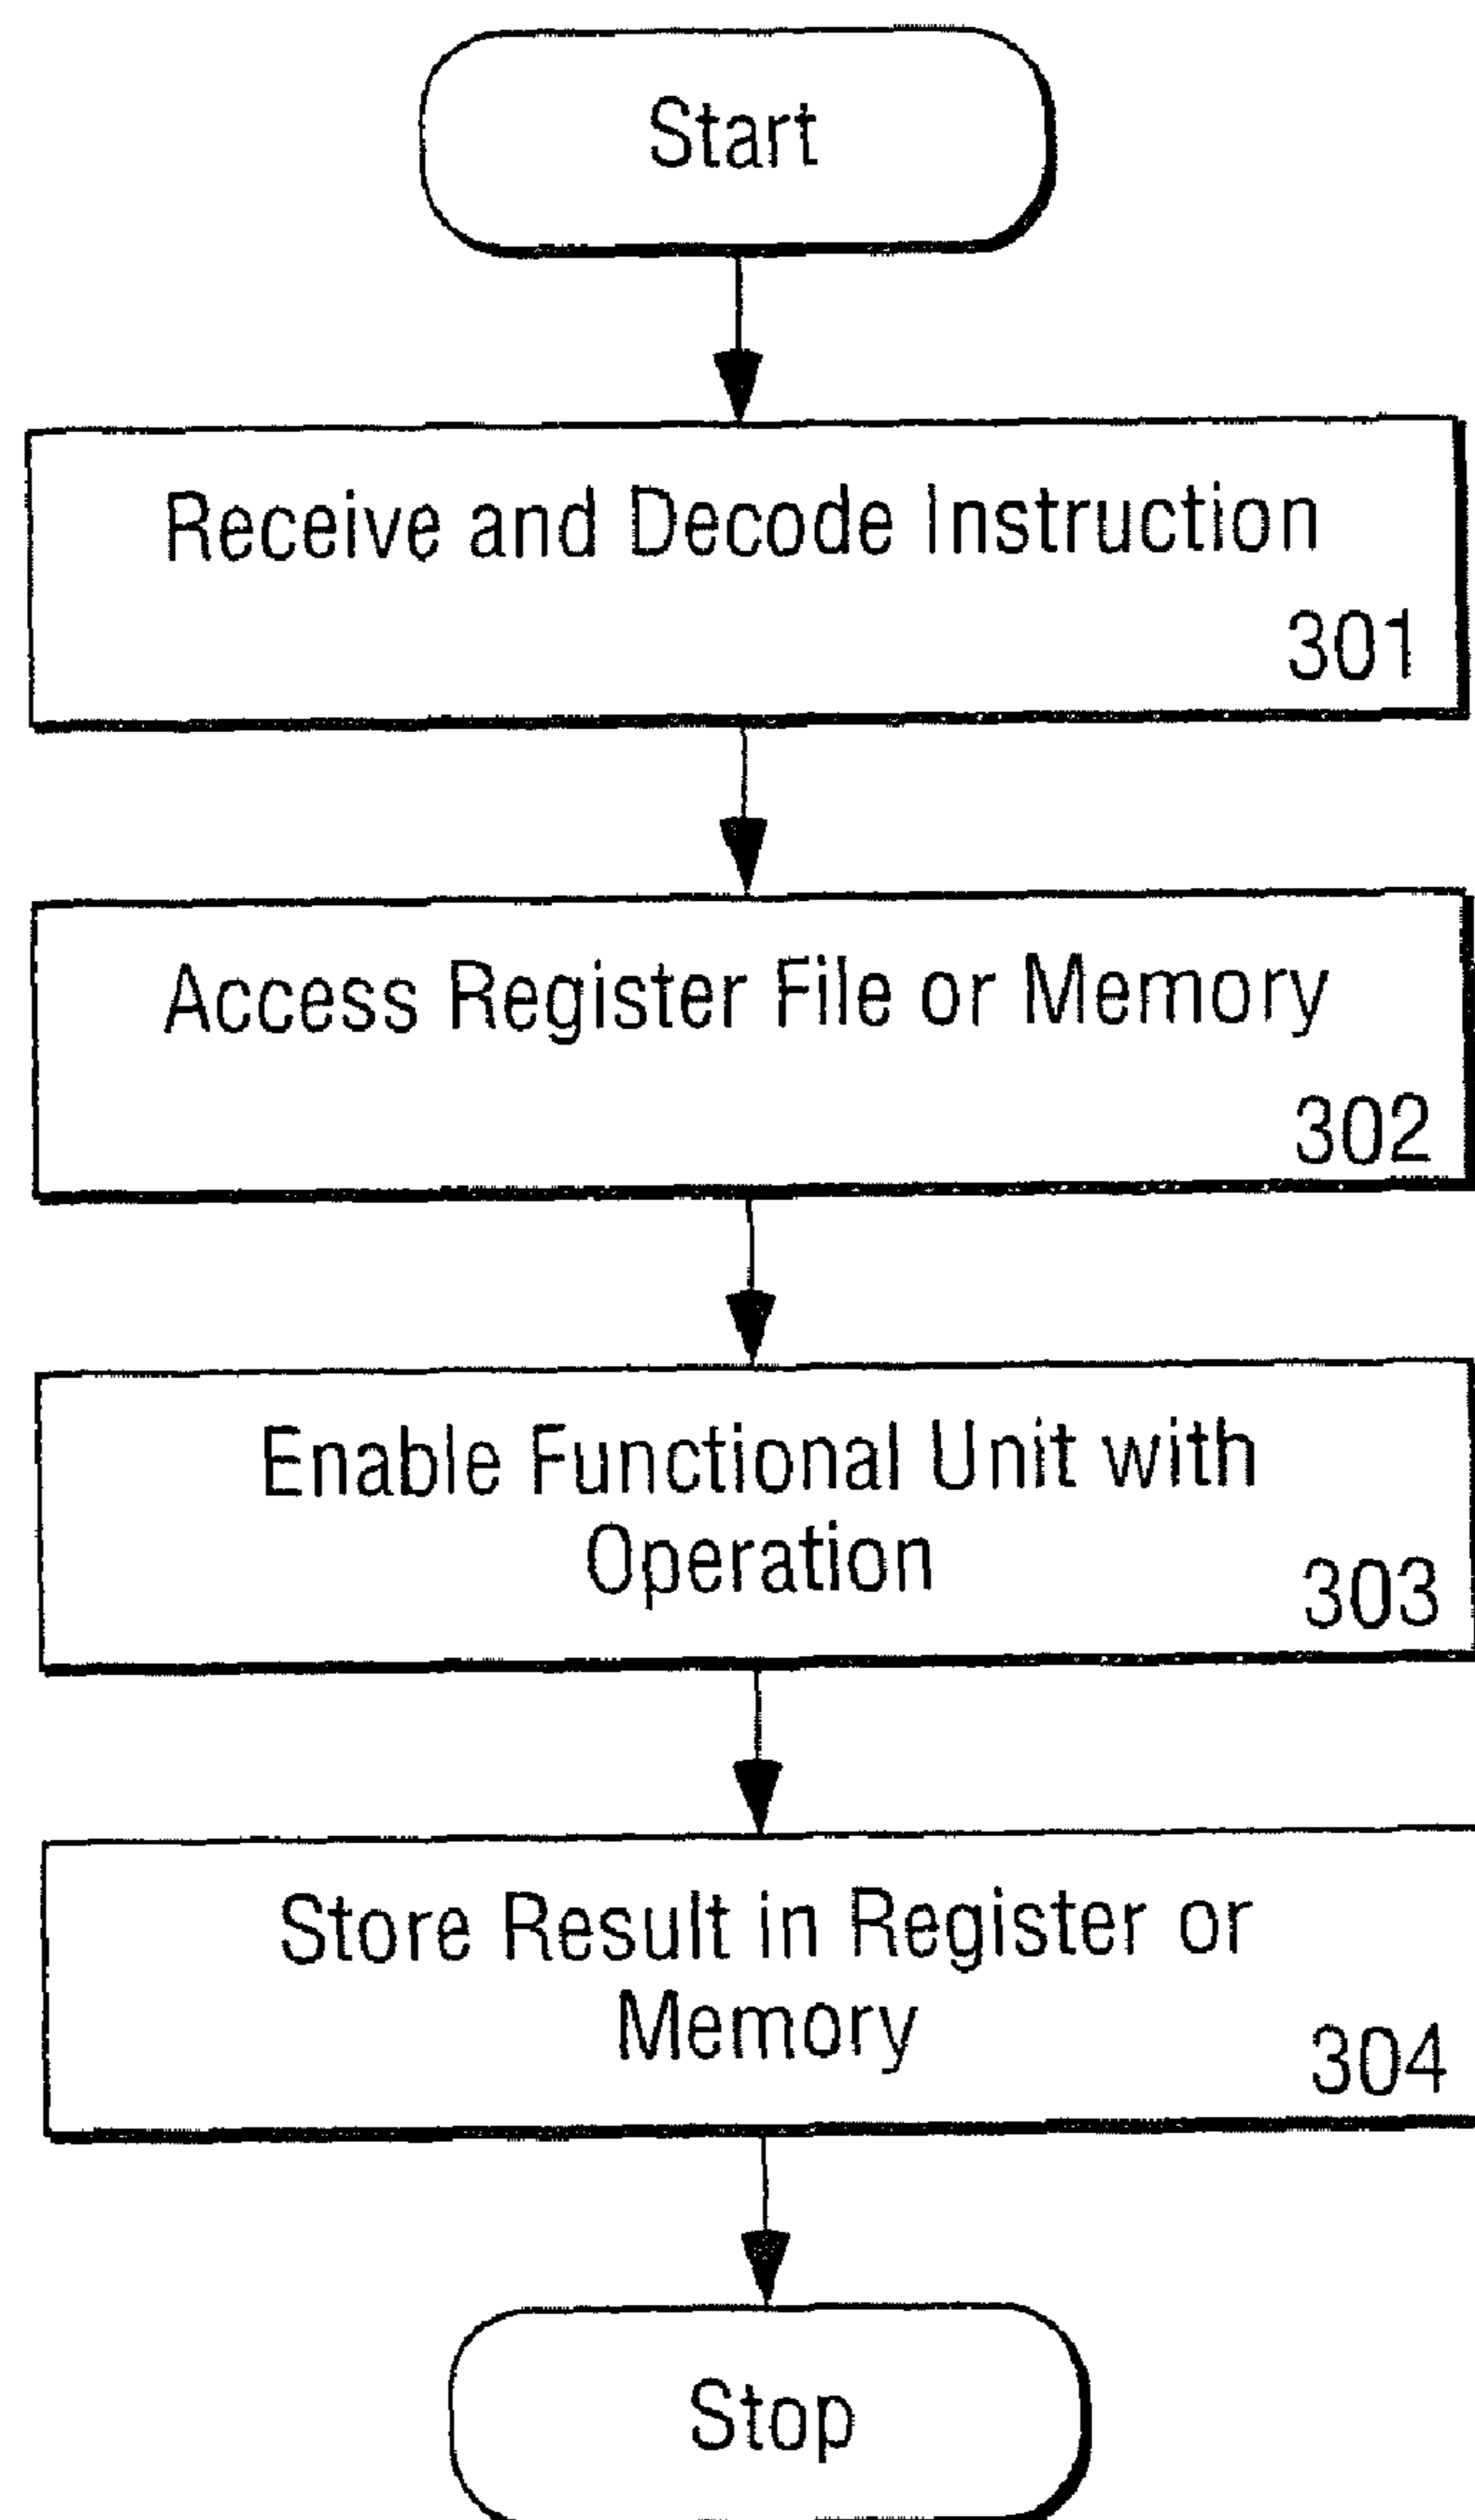 Start
Receive and Decode Instruction
301
Access Register File or Memory
302
Enable Functional Unit with
Operation
303
Store Result in Register or
Memory
304
Stop